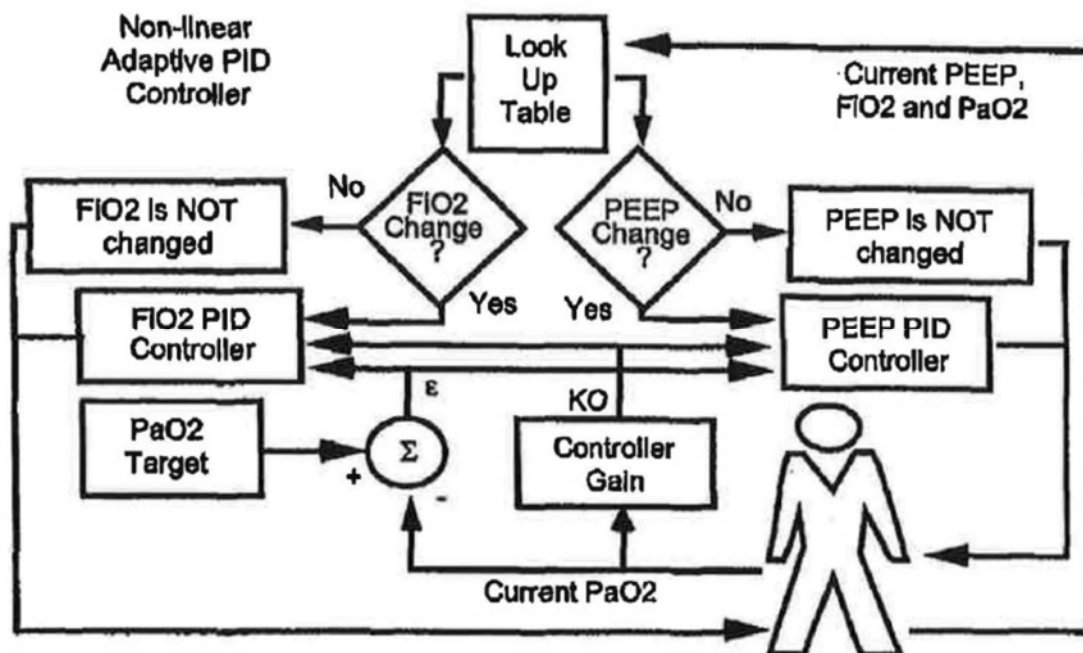 Non-linear
Adaptive PID
Controller
Look
Up
Table
Current PEEP,
FiO2 and PaO2
No
FiO2
Change
?
PEEP
Change
?
No
FiO2 is NOT
changed
PEEP is NOT
changed
Yes
Yes
FiO2 PID
Controller
PEEP PID
Controller
ε
KO
PaO2
Target
+
Σ
-
Controller
Gain
Current PaO2